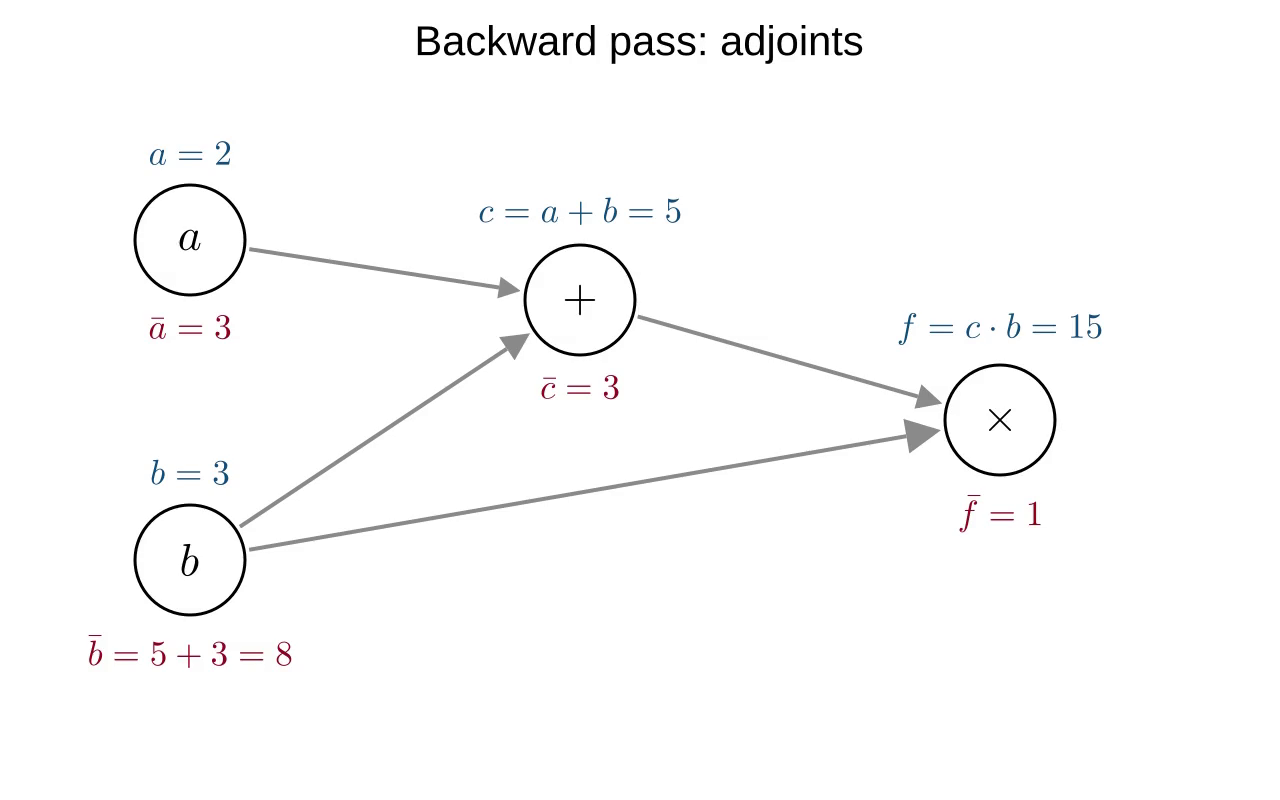 Backward pass: adjoints
a = 2
a
ā = 3
c = a + b = 5
+
c̄ = 3
f = c · b = 15
×
f̄ = 1
b = 3
b
b̄ = 5 + 3 = 8